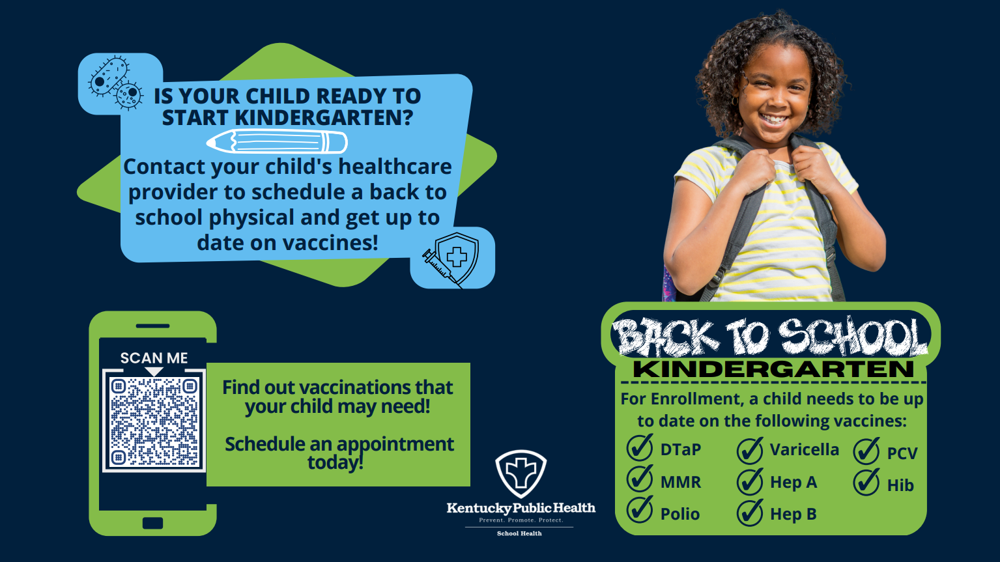 IS YOUR CHILD READY TO
START KINDERGARTEN?
Contact your child's healthcare
provider to schedule a back to
school physical and get up to
date on vaccines!
SCAN ME
Find out vaccinations that
your child may need!
Schedule an appointment
today!
Kentucky Public Health
Prevent. Promote. Protect.
School Health
BACK TO SCHOOL
KINDERGARTEN
For Enrollment, a child needs to be up
to date on the following vaccines:
DTaP
MMR
Polio
Varicella
Hep A
Hep B
PCV
Hib